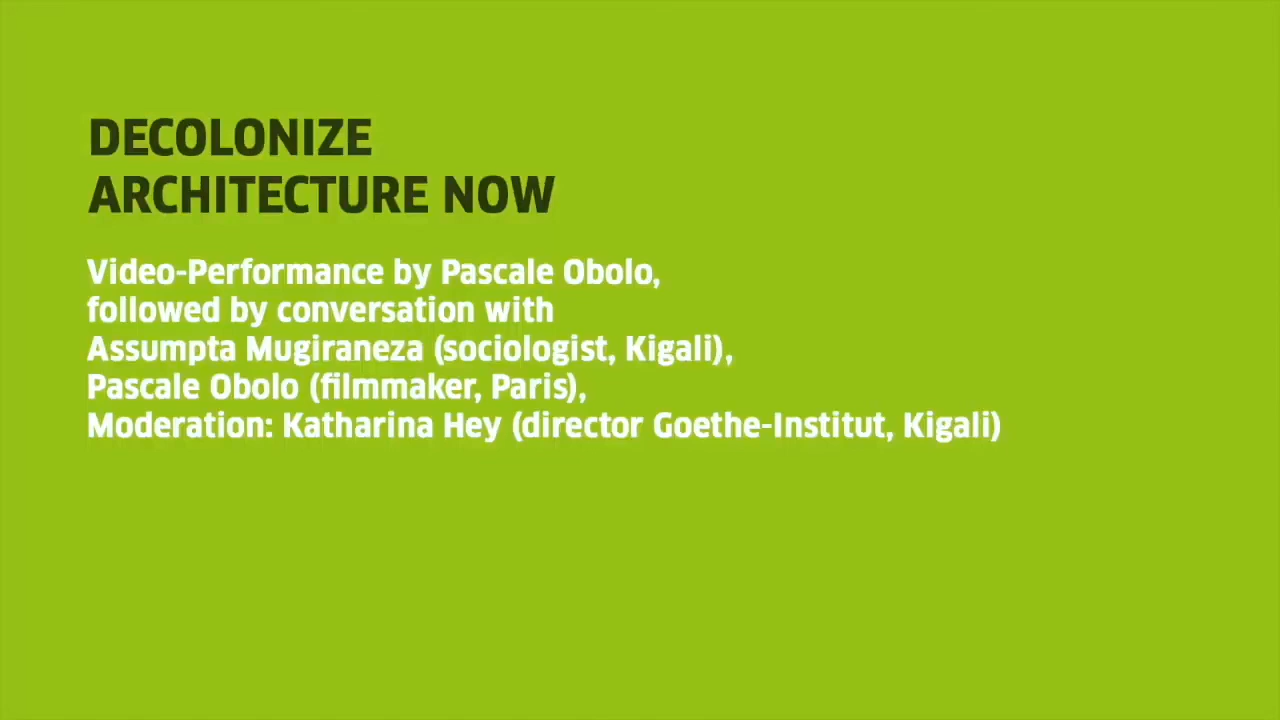 DECOLONIZE
ARCHITECTURE NOW
Video-Performance by Pascale Obolo,
followed by conversation with
Assumpta Mugiraneza (sociologist, Kigali),
Pascale Obolo (filmmaker, Paris),
Moderation: Katharina Hey (director Goethe-Institut, Kigali)